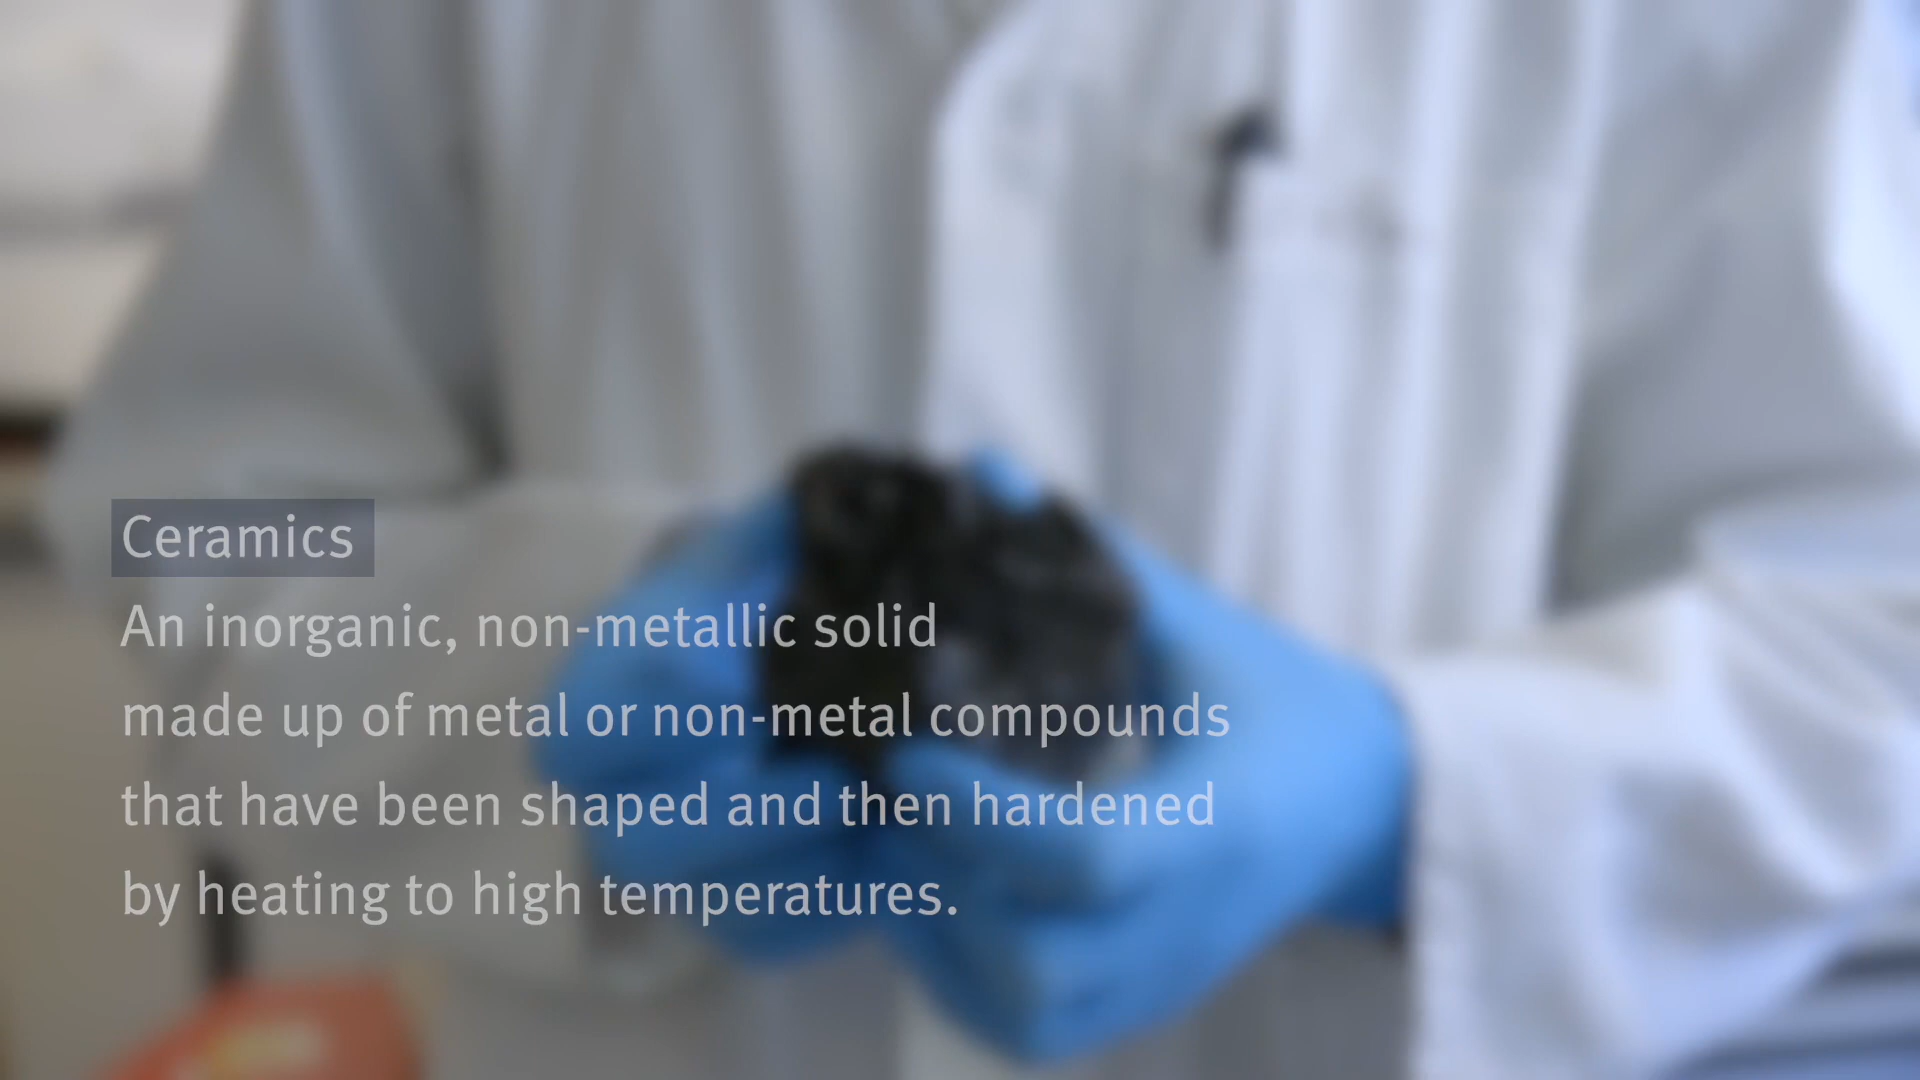 Ceramics
An inorganic, non-metallic solid
made up of metal or non-metal compounds
that have been shaped and then hardened
by heating to high temperatures.